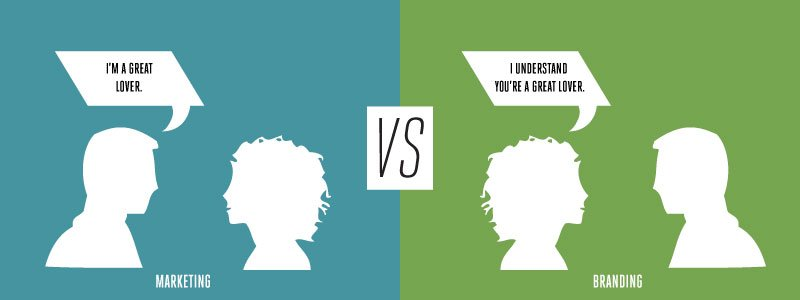 I'M A GREAT
LOVER.
MARKETING
VS
I UNDERSTAND
YOU'RE A GREAT LOVER.
BRANDING